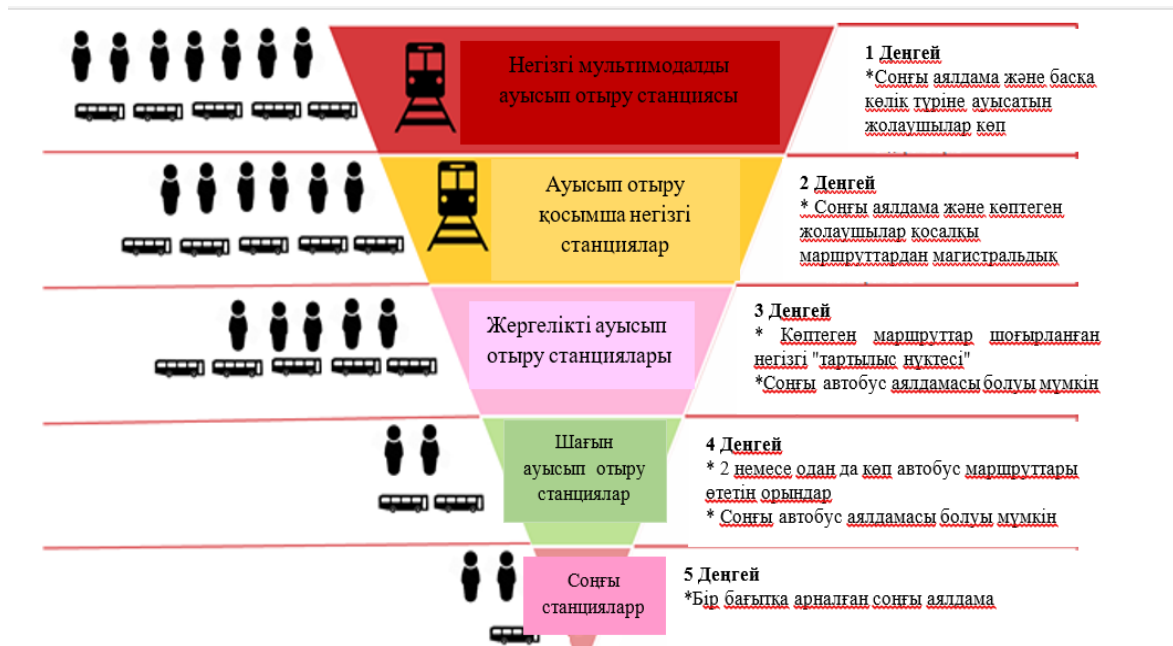 Негізгі мультимодалды
ауысып отыру станциясы
1 Деңгей
*Соңғы аялдама және басқа
көлік түріне ауысатын
жолаушылар көп
Ауысып отыру
қосымша негізгі
станциялар
2 Деңгей
* Соңғы аялдама және көптеген
жолаушылар қосалқы
маршруттардан магистральдық
Жергелікті ауысып
отыру станциялары
3 Деңгей
* Көптеген маршруттар шоғырланған
негізгі "тартылыс нүктесі"
*Соңғы автобус аялдамасы болуы мүмкін
Шағын
ауысып отыру
станциялар
4 Деңгей
* 2 немесе одан да көп автобус маршруттары
өтетін орындар
* Соңғы автобус аялдамасы болуы мүмкін
Соңғы
станцияларр
5 Деңгей
*Бір бағытқа арналған соңғы аялдама